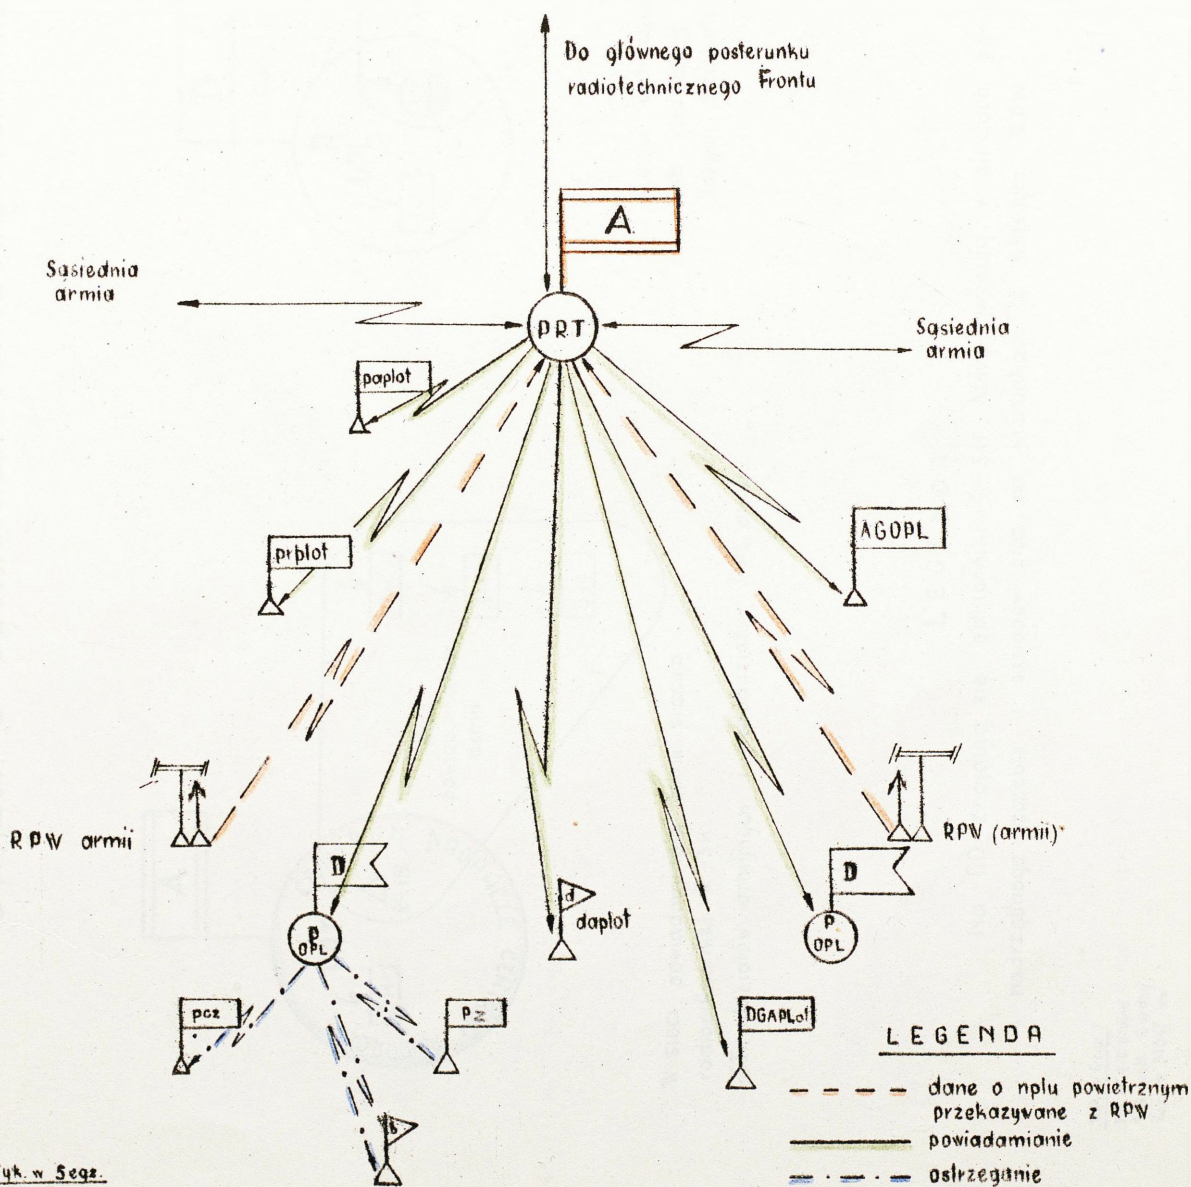 Do głównego posterunku
radiotechnicznego Frontu
A
Sąsiednia
armia
PRT
Sąsiednia
armia
paplot
AGOPL
prplot
RPW armii
RPW (armii)
D
D
d
daplot
P
OPL
P
OPL
pcz
pz
DGAPLot
b
LEGENDA
dane o nplu powietrznym
przekazywane z RPW
powiadamianie
ostrzeganie
w 5egz.